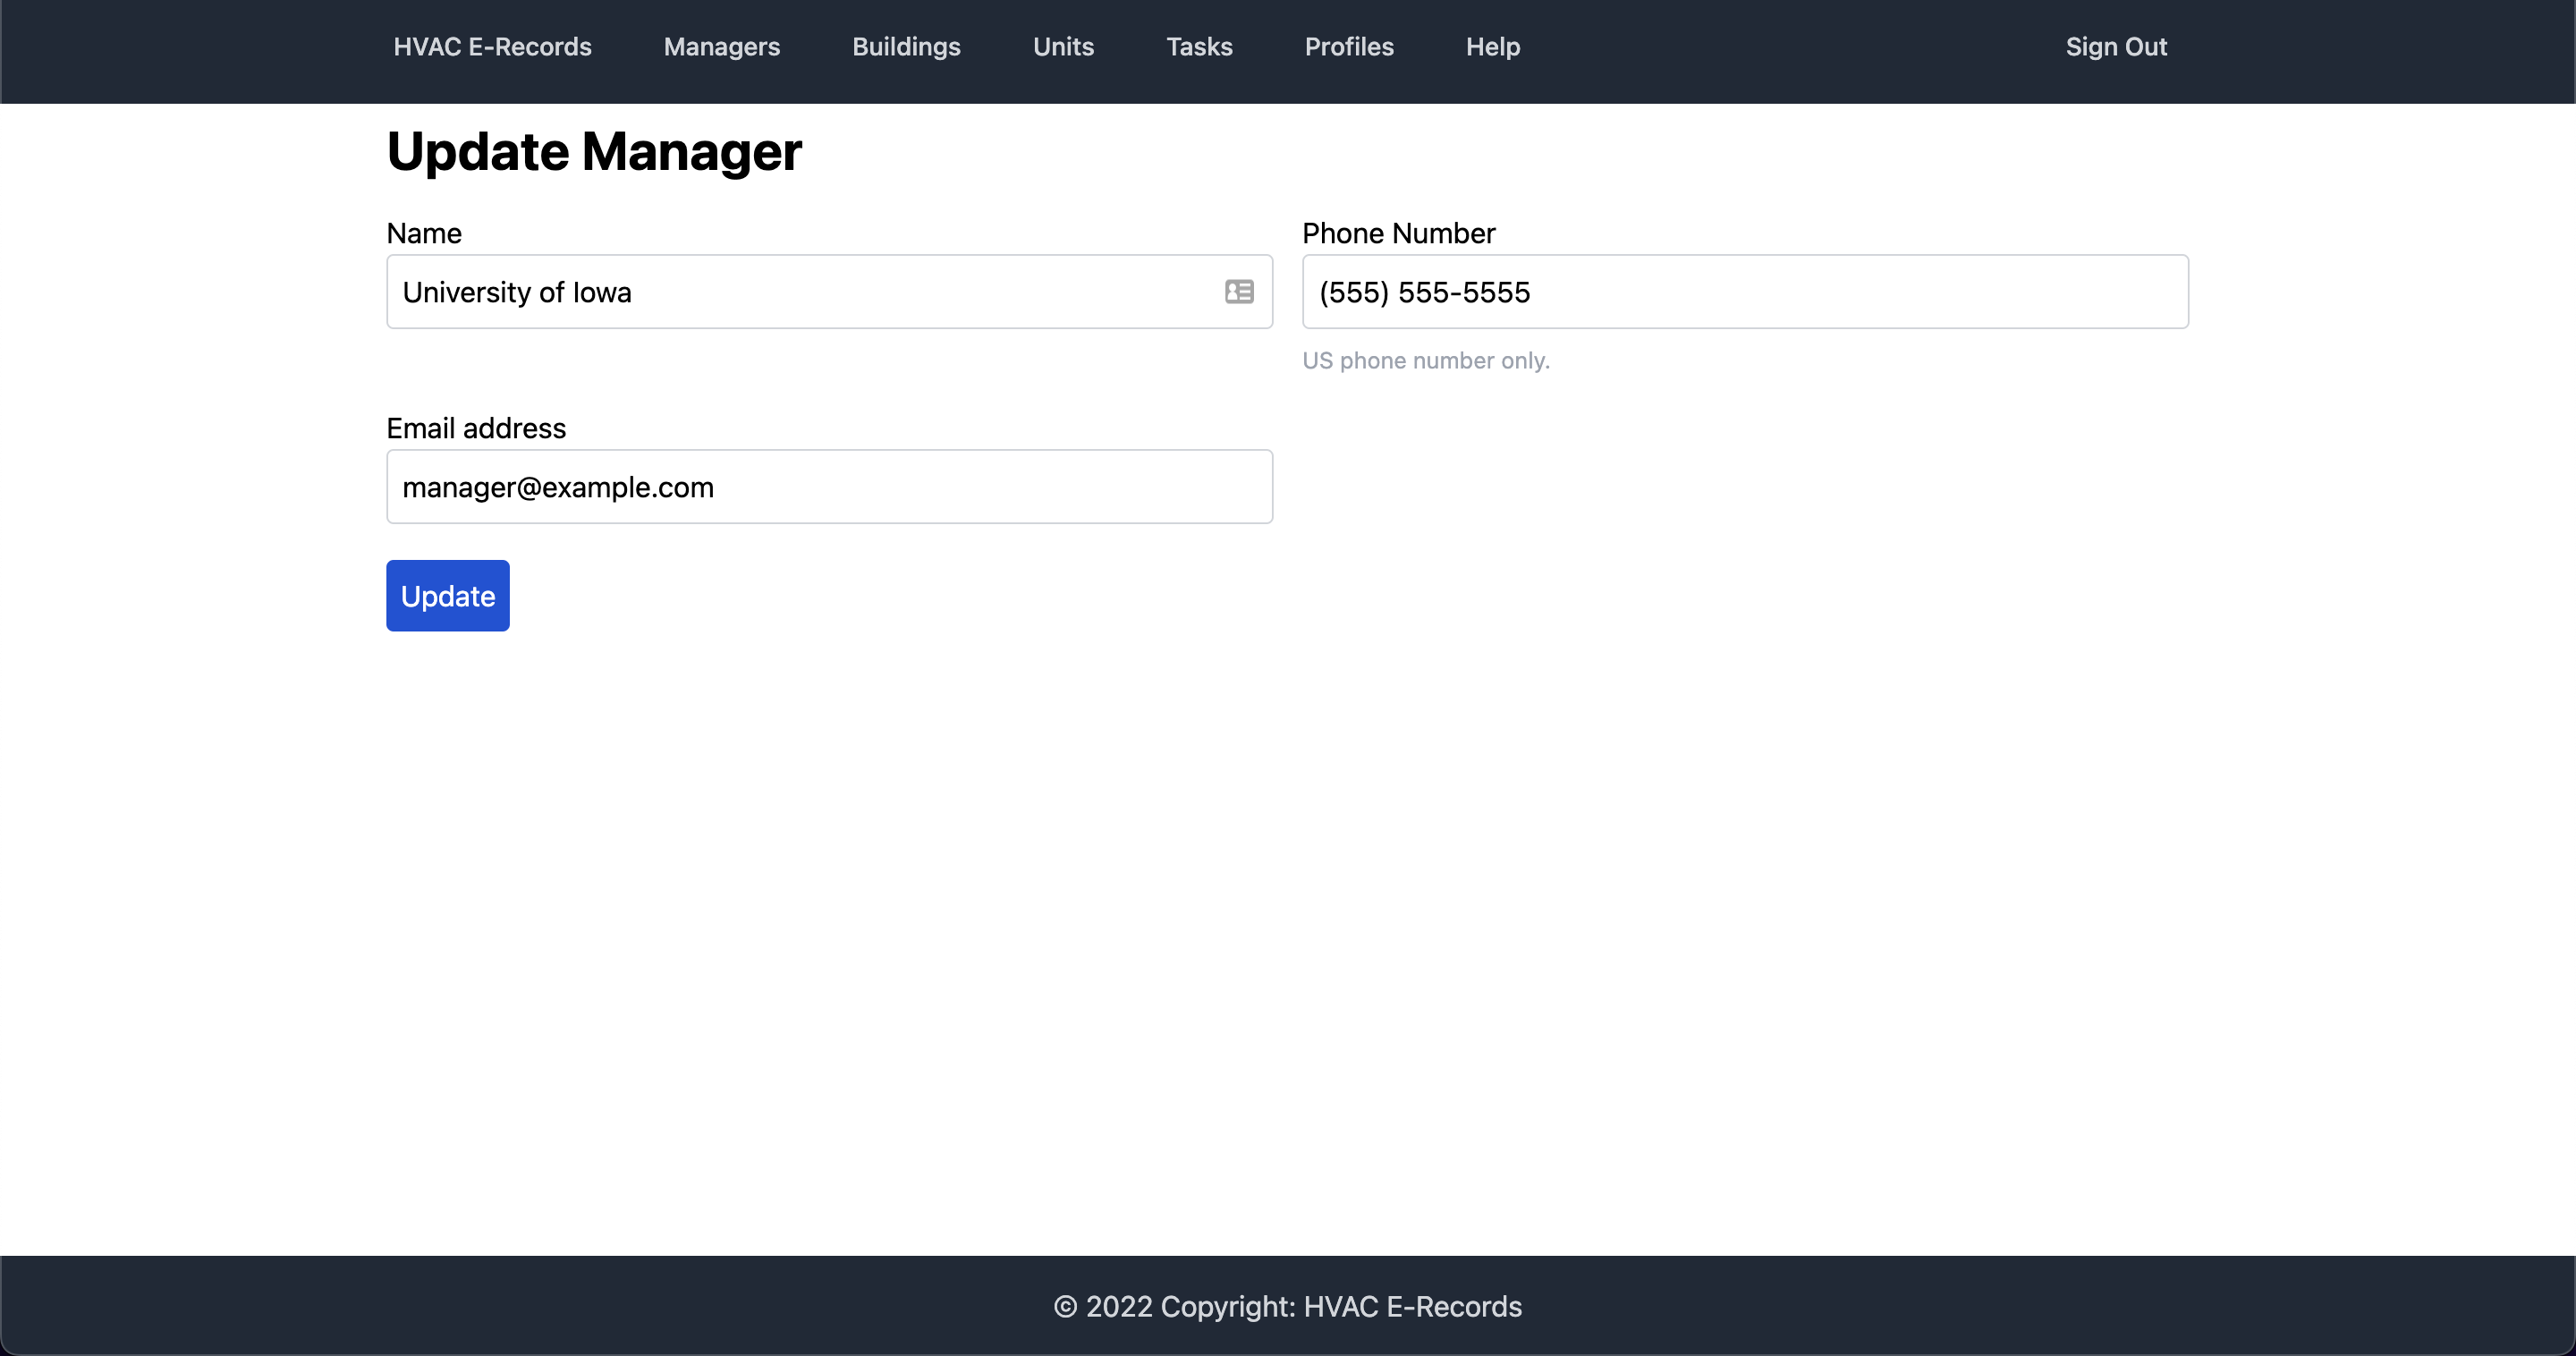 HVAC E-Records Managers Buildings Units Tasks Profiles Help Sign Out
Update Manager
Name
University of Iowa
Phone Number
(555) 555-5555
US phone number only.
Email address
manager@example.com
Update
© 2022 Copyright: HVAC E-Records